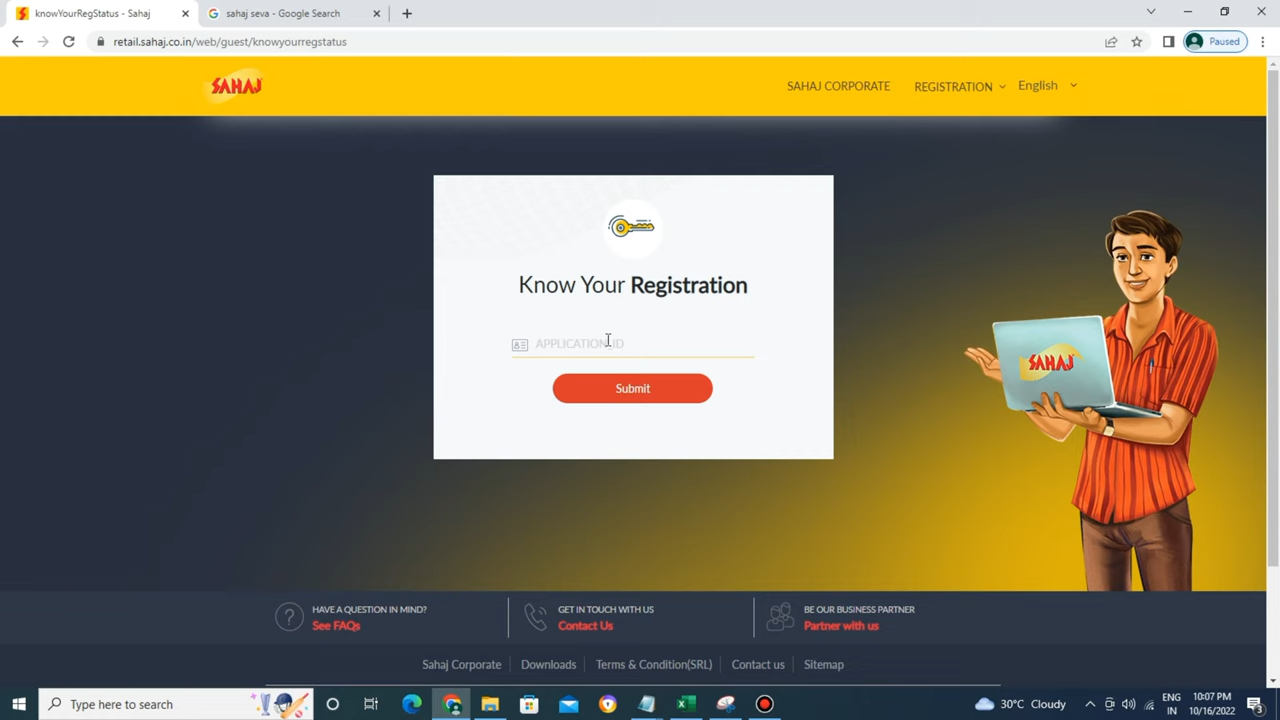 knowYourRegStatus - Sahaj
sahaj seva - Google Search
retail.sahaj.co.in/web/guest/knowyourregstatus
Paused
SAHAJ
SAHAJ CORPORATE
REGISTRATION
English
Know Your Registration
APPLICATION ID
Submit
SAHAJ
HAVE A QUESTION IN MIND?
See FAQs
GET IN TOUCH WITH US
Contact Us
BE OUR BUSINESS PARTNER
Partner with us
Sahaj Corporate
Downloads
Terms & Condition(SRL)
Contact us
Sitemap
Type here to search
30°C Cloudy
ENG
IN
10:07 PM
10/16/2022
3